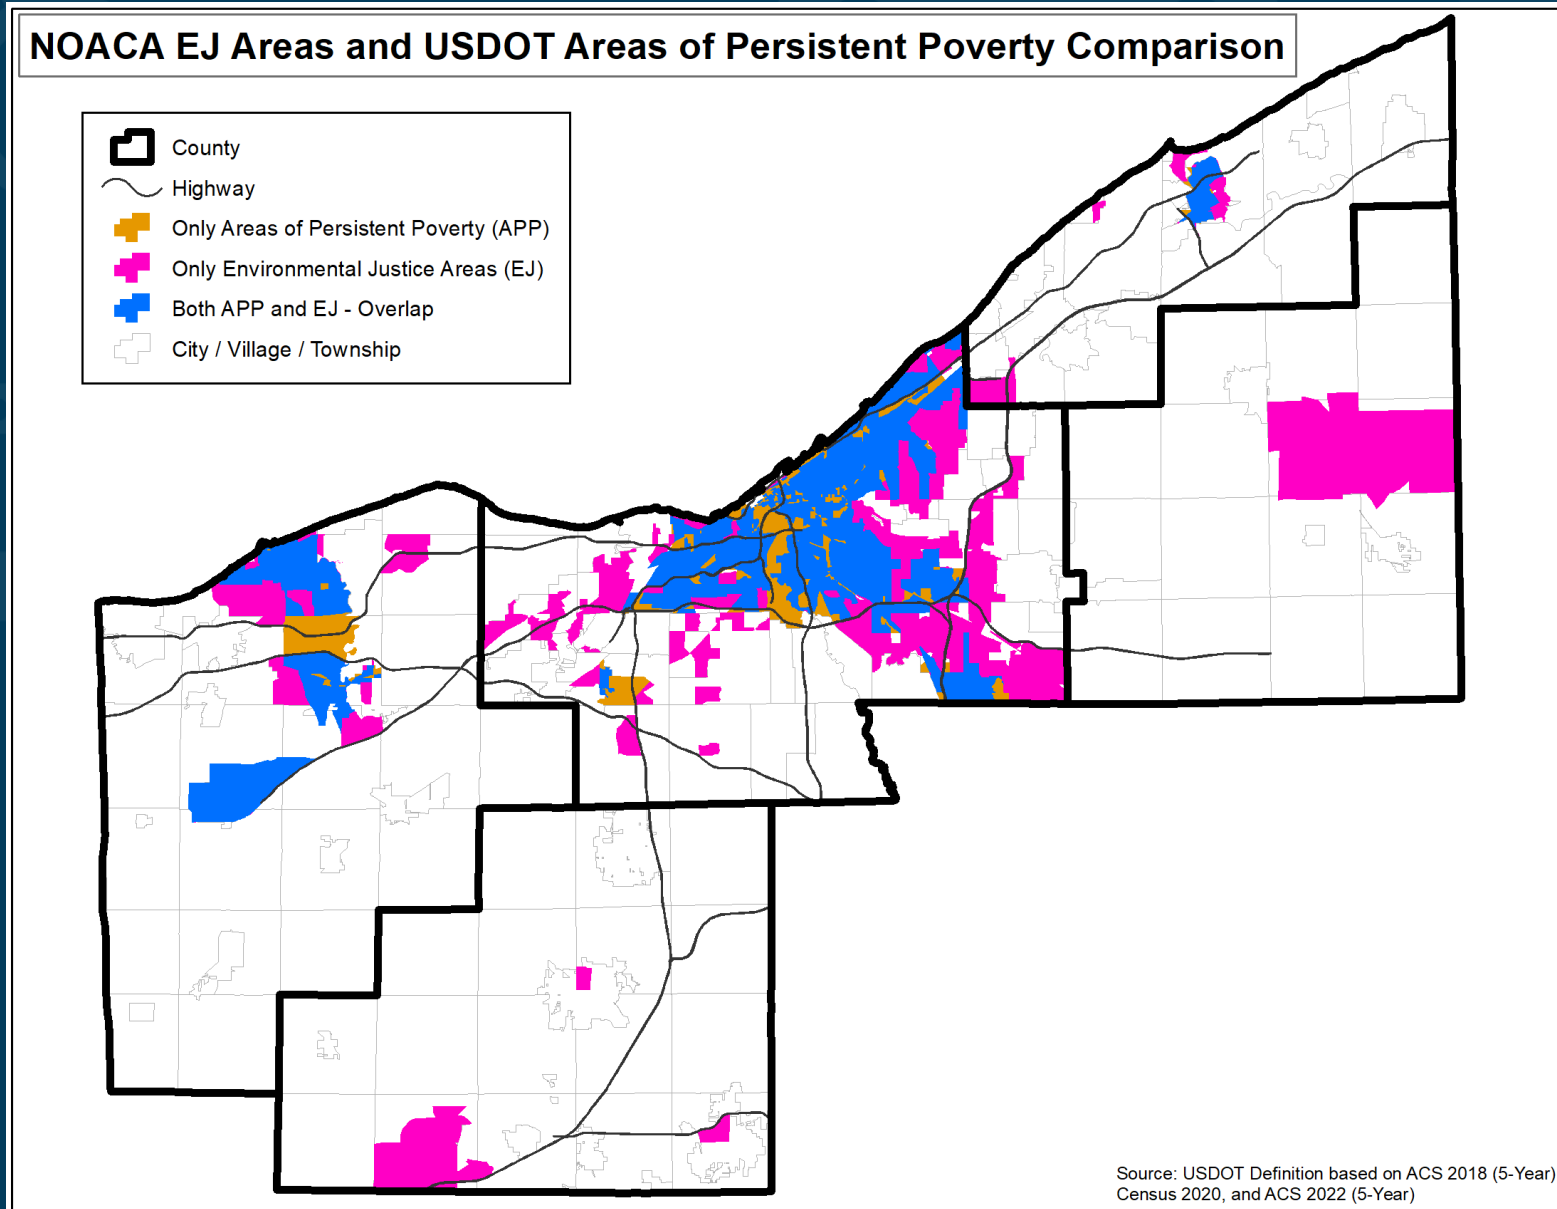 NOACA EJ Areas and USDOT Areas of Persistent Poverty Comparison
County
Highway
Only Areas of Persistent Poverty (APP)
Only Environmental Justice Areas (EJ)
Both APP and EJ - Overlap
City / Village / Township
Source: USDOT Definition based on ACS 2018 (5-Year)
Census 2020, and ACS 2022 (5-Year)